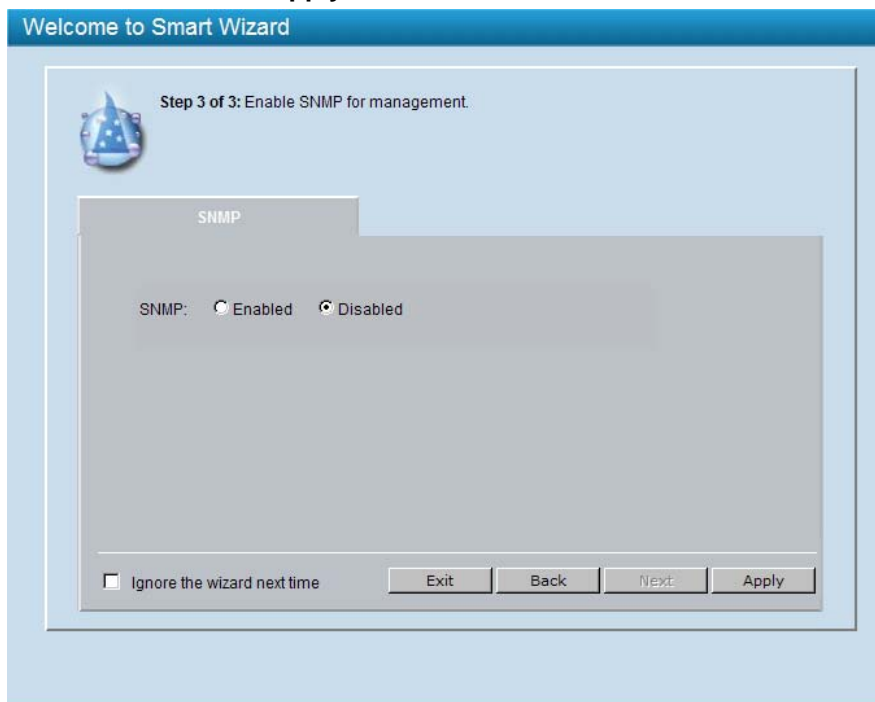 Apply
Welcome to Smart Wizard
Step 3 of 3: Enable SNMP for management.
SNMP
SNMP: Enabled Disabled
Ignore the wizard next time Exit Back Next Apply